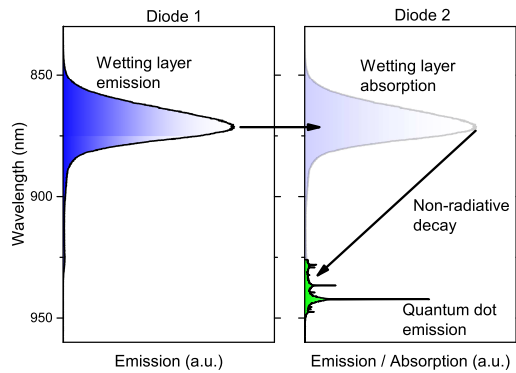 Diode 1
Diode 2
Wetting layer
emission
Wetting layer
absorption
850
900
950
Wavelength (nm)
Non-radiative
decay
Quantum dot
emission
Emission (a.u.)
Emission / Absorption (a.u.)